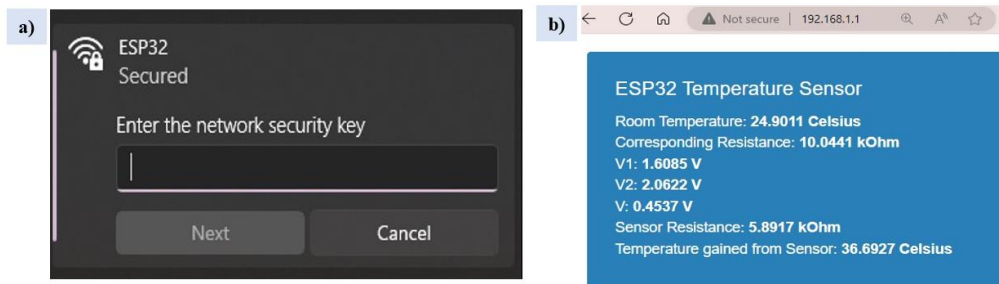 a)
ESP32
Secured
Enter the network security key
Next
Cancel
b)
Not secure
192.168.1.1
ESP32 Temperature Sensor
Room Temperature: 24.9011 Celsius
Corresponding Resistance: 10.0441 kOhm
V1: 1.6085 V
V2: 2.0622 V
V: 0.4537 V
Sensor Resistance: 5.8917 kOhm
Temperature gained from Sensor: 36.6927 Celsius